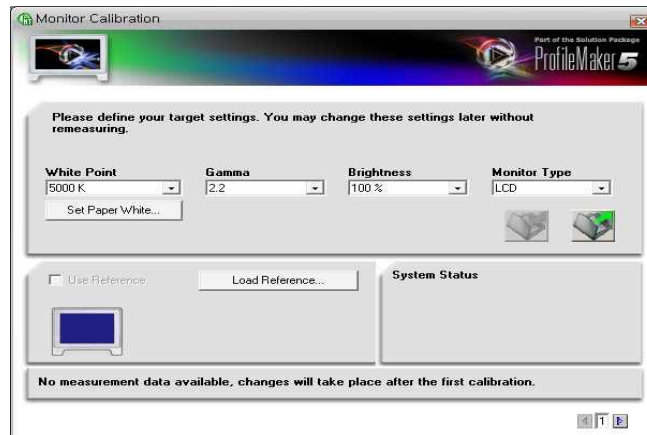 Monitor Calibration
Part of the Solution Package
ProfileMaker 5
Please define your target settings. You may change these settings later without
remeasuring.
White Point
Gamma
Brightness
Monitor Type
5000 K
2.2
100 %
LCD
Set Paper White...
Use Reference
Load Reference...
System Status
No measurement data available, changes will take place after the first calibration.
1